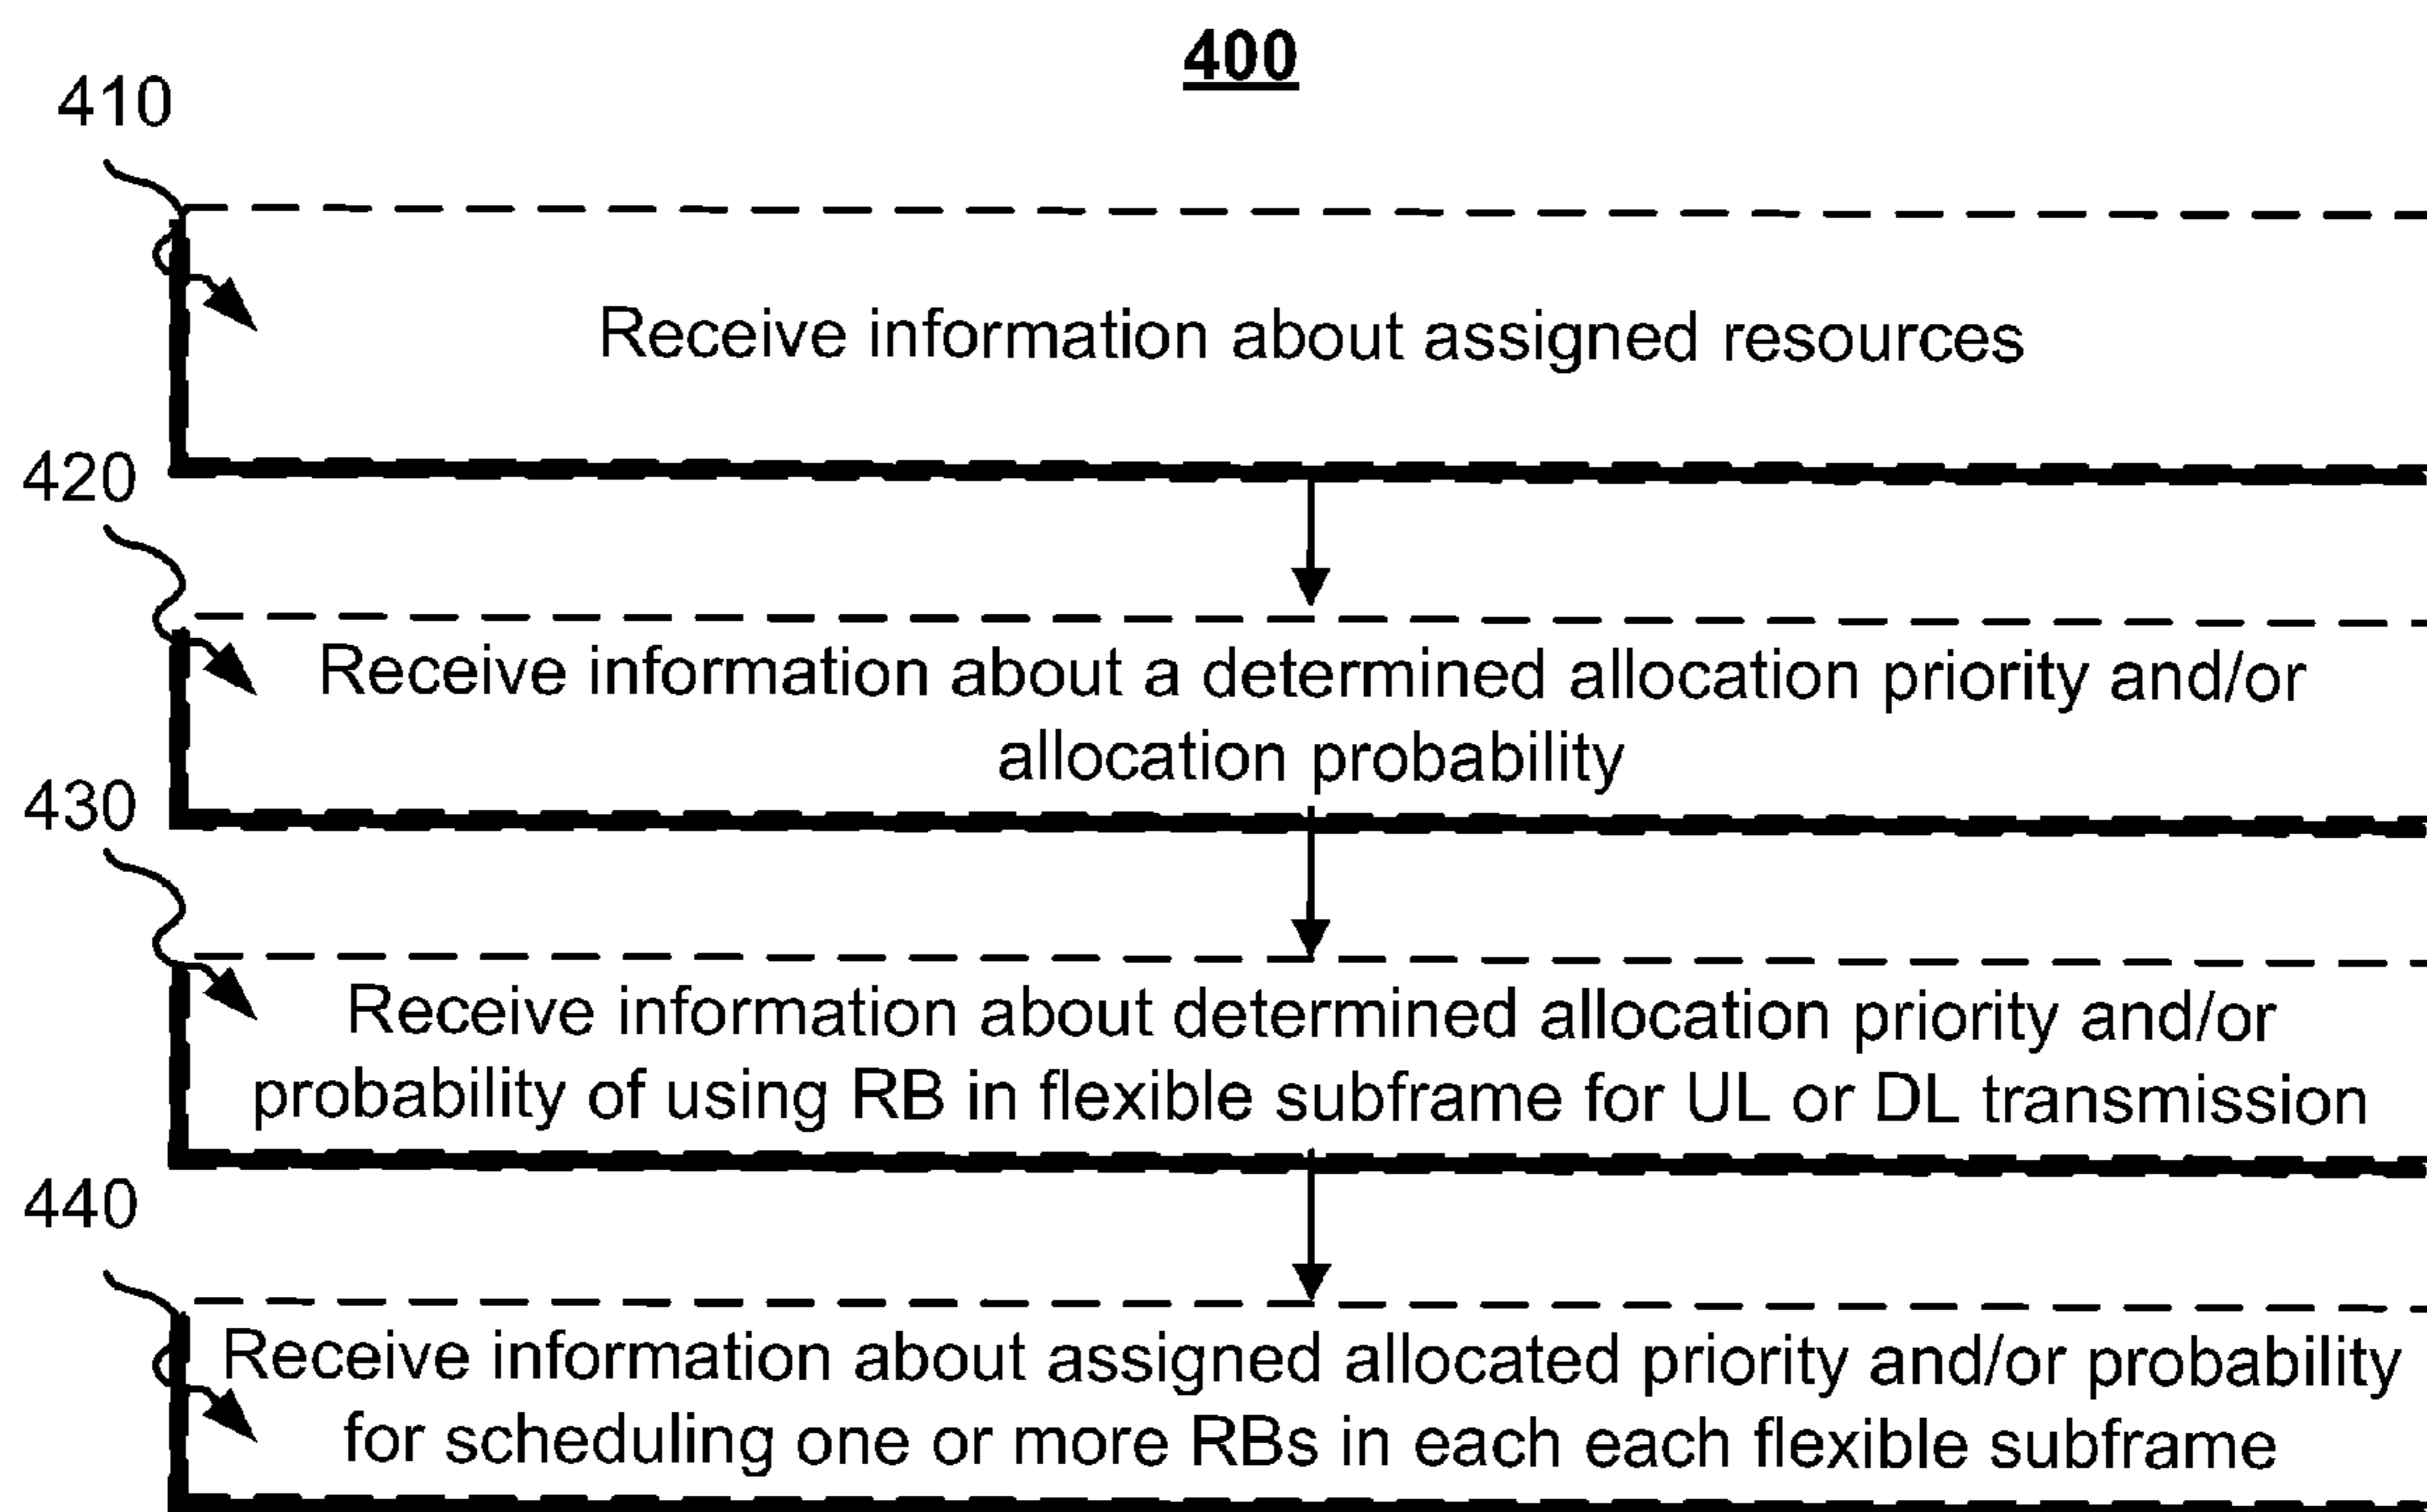 400
410
Receive information about assigned resources
420
Receive information about a determined allocation priority and/or
allocation probability
430
Receive information about determined allocation priority and/or
probability of using RB in flexible subframe for UL or DL transmission
440
Receive information about assigned allocated priority and/or probability
for scheduling one or more RBs in each each flexible subframe